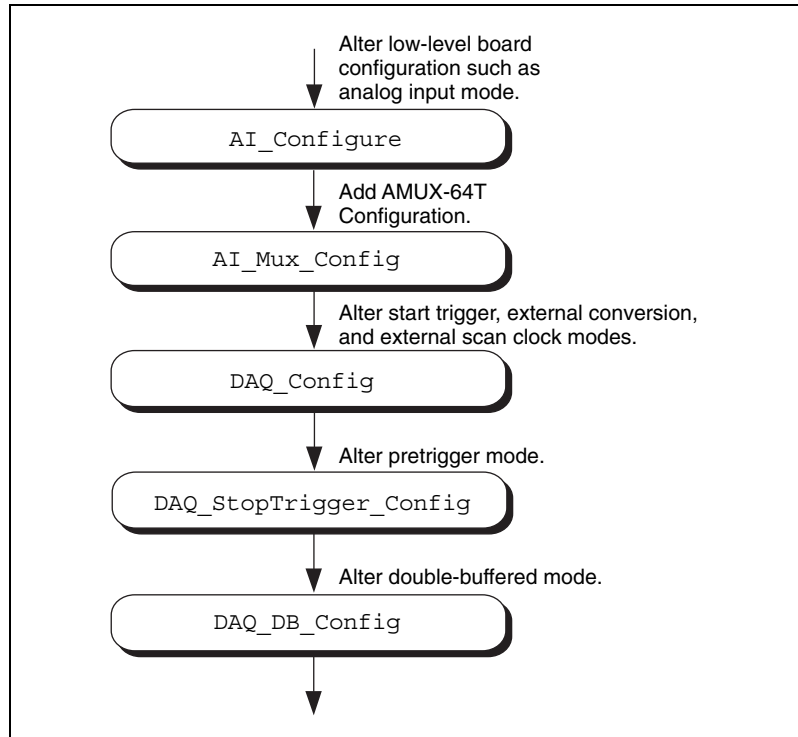 Alter low-level board
configuration such as
analog input mode.
AI_Configure
Add AMUX-64T
Configuration.
AI_Mux_Config
Alter start trigger, external conversion,
and external scan clock modes.
DAQ_Config
Alter pretrigger mode.
DAQ_StopTrigger_Config
Alter double-buffered mode.
DAQ_DB_Config